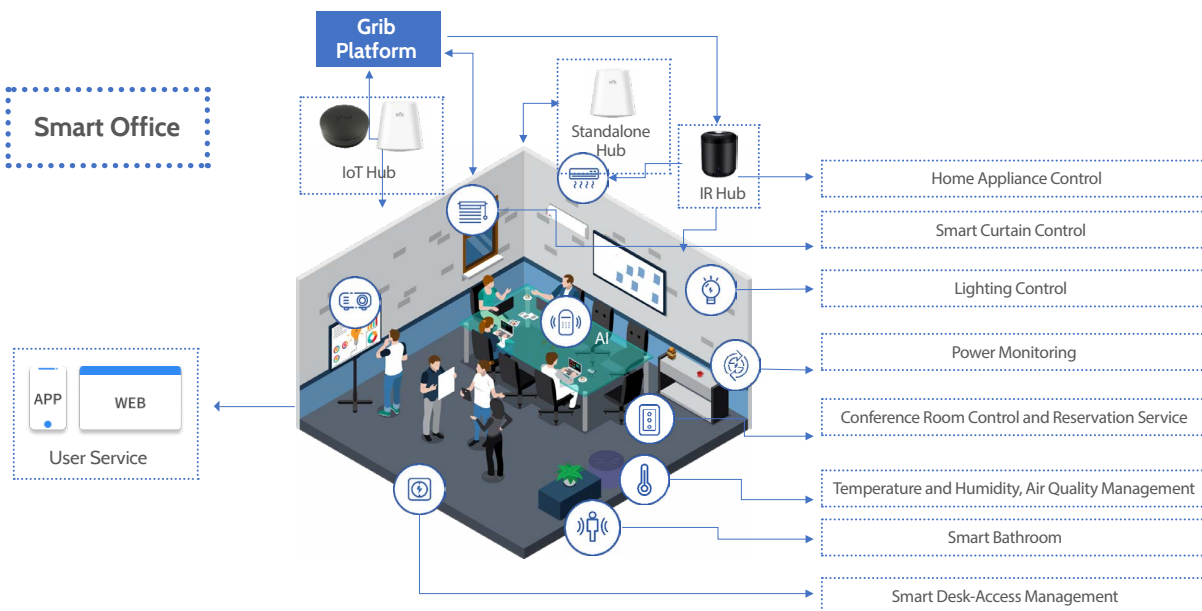 Grib
Platform
Smart Office
IoT Hub
Standalone
Hub
IR Hub
AI
APP
WEB
User Service
Home Appliance Control
Smart Curtain Control
Lighting Control
Power Monitoring
Conference Room Control and Reservation Service
Temperature and Humidity, Air Quality Management
Smart Bathroom
Smart Desk-Access Management